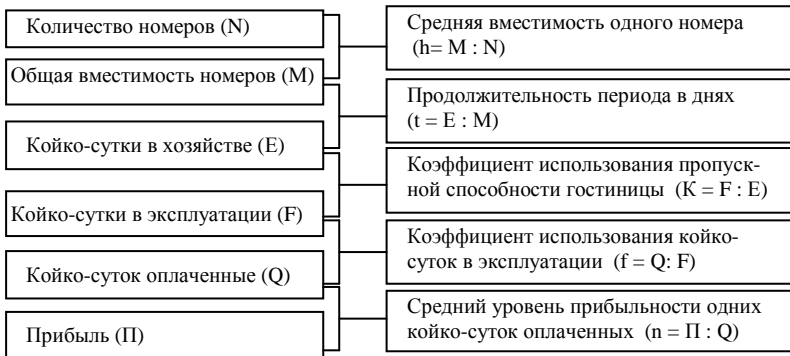 Количество номеров (N)
Общая вместимость номеров (M)
Койко-сутки в хозяйстве (E)
Койко-сутки в эксплуатации (F)
Койко-суток оплаченные (Q)
Прибыль (П)
Средняя вместимость одного номера
(h= M : N)
Продолжительность периода в днях
(t = E : M)
Коэффициент использования пропуск-
ной способности гостиницы (К = F : E)
Коэффициент использования койко-
суток в эксплуатации (f = Q: F)
Средний уровень прибыльности одних
койко-суток оплаченных (n = П : Q)